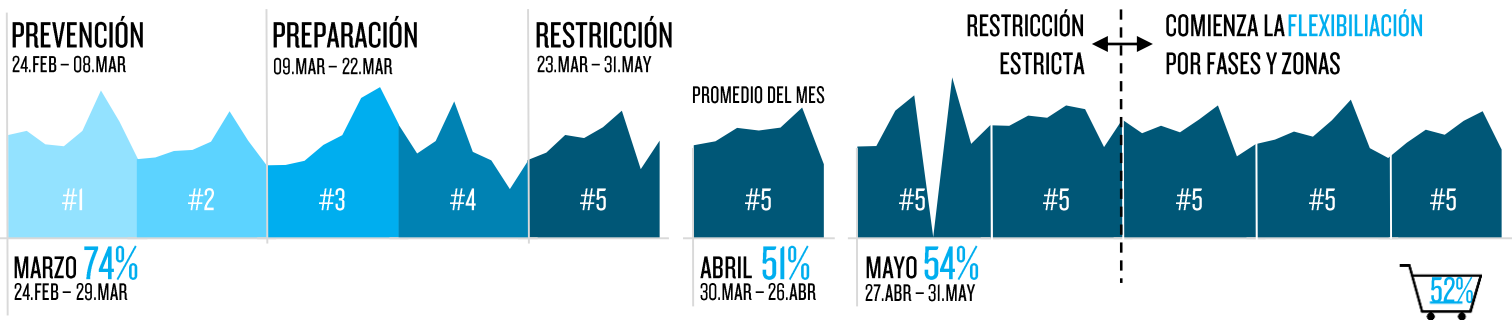 PREVENCIÓN
24.FEB – 08.MAR
PREPARACIÓN
09.MAR – 22.MAR
RESTRICCIÓN
23.MAR – 31.MAY
PROMEDIO DEL MES
RESTRICCIÓN
ESTRICTA
COMIENZA LA FLEXIBILIACIÓN
POR FASES Y ZONAS
#1
#2
#3
#4
#5
#5
#5
#5
#5
#5
#5
MARZO 74%
24.FEB – 29.MAR
ABRIL 51%
30.MAR – 26.ABR
MAYO 54%
27.ABR – 31.MAY
52%